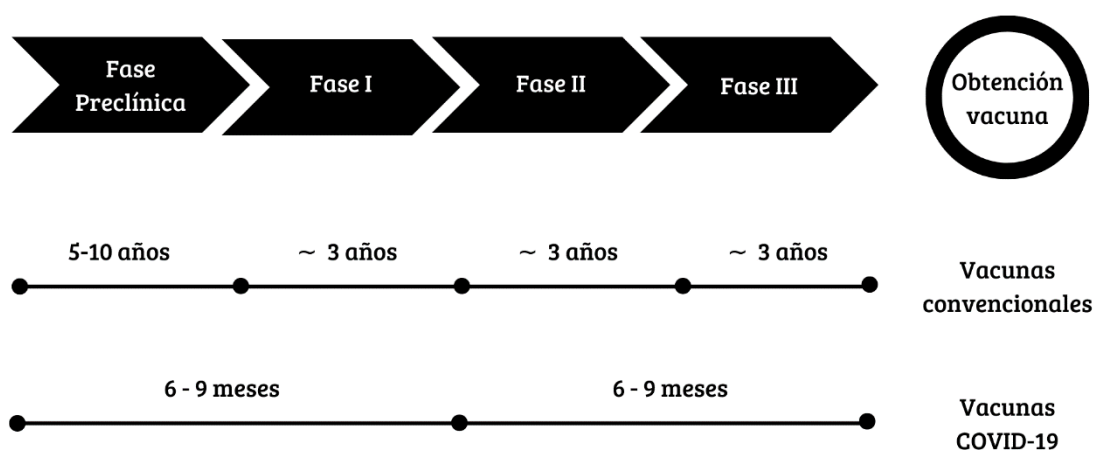 Fase
Preclínica
Fase I
Fase II
Fase III
Obtención
vacuna
5-10 años
~ 3 años
~ 3 años
~ 3 años
Vacunas
convencionales
6 - 9 meses
6 - 9 meses
Vacunas
COVID-19